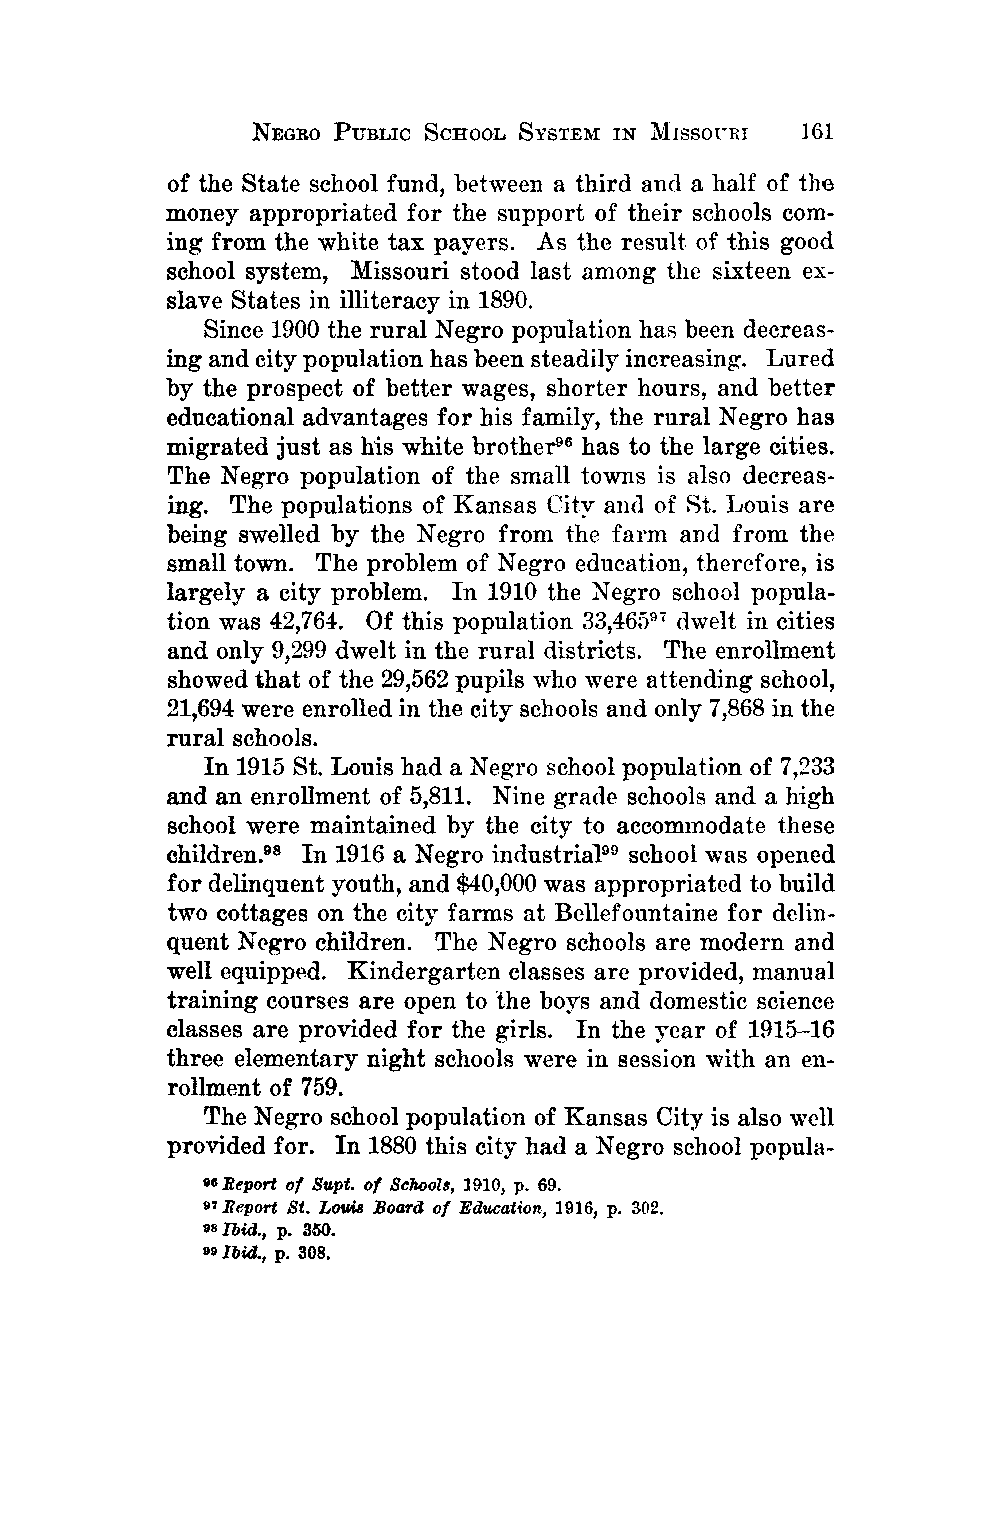 NEGRO PUBLIC SCHOOL SYSTEM IN MISSOURI 161
of the State school fund, between a third and a half of the
money appropriated for the support of their schools com-
ing from the white tax payers. As the result of this good
school system, Missouri stood last among the sixteen ex-
slave States in illiteracy in 1890.
Since 1900 the rural Negro population has been decreas-
ing and city population has been steadily increasing. Lured
by the prospect of better wages, shorter hours, and better
educational advantages for his family, the rural Negro has
migrated just as his white brother⁹⁶ has to the large cities.
The Negro population of the small towns is also decreas-
ing. The populations of Kansas City and of St. Louis are
being swelled by the Negro from the farm and from the
small town. The problem of Negro education, therefore, is
largely a city problem. In 1910 the Negro school popula-
tion was 42,764. Of this population 33,465⁹⁷ dwelt in cities
and only 9,299 dwelt in the rural districts. The enrollment
showed that of the 29,562 pupils who were attending school,
21,694 were enrolled in the city schools and only 7,868 in the
rural schools.
In 1915 St. Louis had a Negro school population of 7,233
and an enrollment of 5,811. Nine grade schools and a high
school were maintained by the city to accommodate these
children.⁹⁸ In 1916 a Negro industrial⁹⁹ school was opened
for delinquent youth, and $40,000 was appropriated to build
two cottages on the city farms at Bellefountaine for delin-
quent Negro children. The Negro schools are modern and
well equipped. Kindergarten classes are provided, manual
training courses are open to the boys and domestic science
classes are provided for the girls. In the year of 1915–16
three elementary night schools were in session with an en-
rollment of 759.
The Negro school population of Kansas City is also well
provided for. In 1880 this city had a Negro school popula-
⁹⁶ Report of Supt. of Schools, 1910, p. 69.
⁹⁷ Report St. Louis Board of Education, 1916, p. 302.
⁹⁸ Ibid., p. 350.
⁹⁹ Ibid., p. 308.